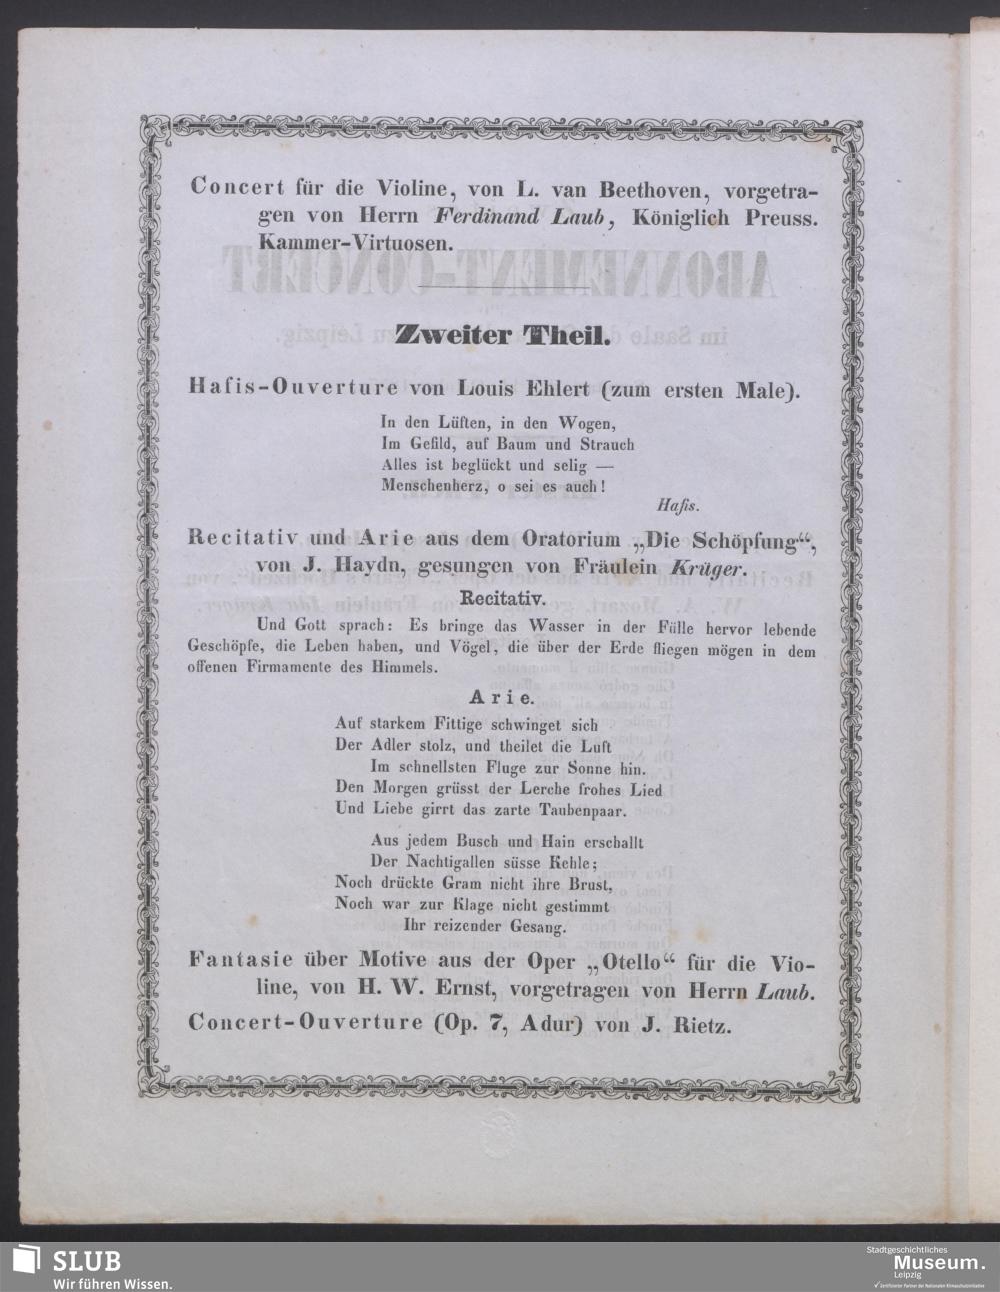 Concert für die Violine, von L. van Beethoven, vorgetra-
gen von Herrn Ferdinand Laub, Königlich Preuss.
Kammer-Virtuosen.
Zweiter Theil.
Hafis-Ouverture von Louis Ehlert (zum ersten Male).
In den Lüften, in den Wogen,
Im Gefild, auf Baum und Strauch
Alles ist beglückt und selig —
Menschenherz, o sei es auch!
Hafis.
Recitativ und Arie aus dem Oratorium „Die Schöpfung“,
von J. Haydn, gesungen von Fräulein Krüger.
Recitativ.
Und Gott sprach: Es bringe das Wasser in der Fülle hervor lebende
Geschöpfe, die Leben haben, und Vögel, die über der Erde fliegen mögen in dem
offenen Firmamente des Himmels.
Arie.
Auf starkem Fittige schwinget sich
Der Adler stolz, und theilet die Luft
Im schnellsten Fluge zur Sonne hin.
Den Morgen grüsst der Lerche frohes Lied
Und Liebe girrt das zarte Taubenpaar.
Aus jedem Busch und Hain erschallt
Der Nachtigallen süsse Kehle;
Noch drückte Gram nicht ihre Brust,
Noch war zur Klage nicht gestimmt
Ihr reizender Gesang.
Fantasie über Motive aus der Oper „Otello“ für die Vio-
line, von H. W. Ernst, vorgetragen von Herrn Laub.
Concert-Ouverture (Op. 7, Adur) von J. Rietz.
SLUB
Wir führen Wissen.
Stadtgeschichtliches
Museum.
Leipzig
Zertifizierter Partner der Nationalen Klimaschutzinitiative